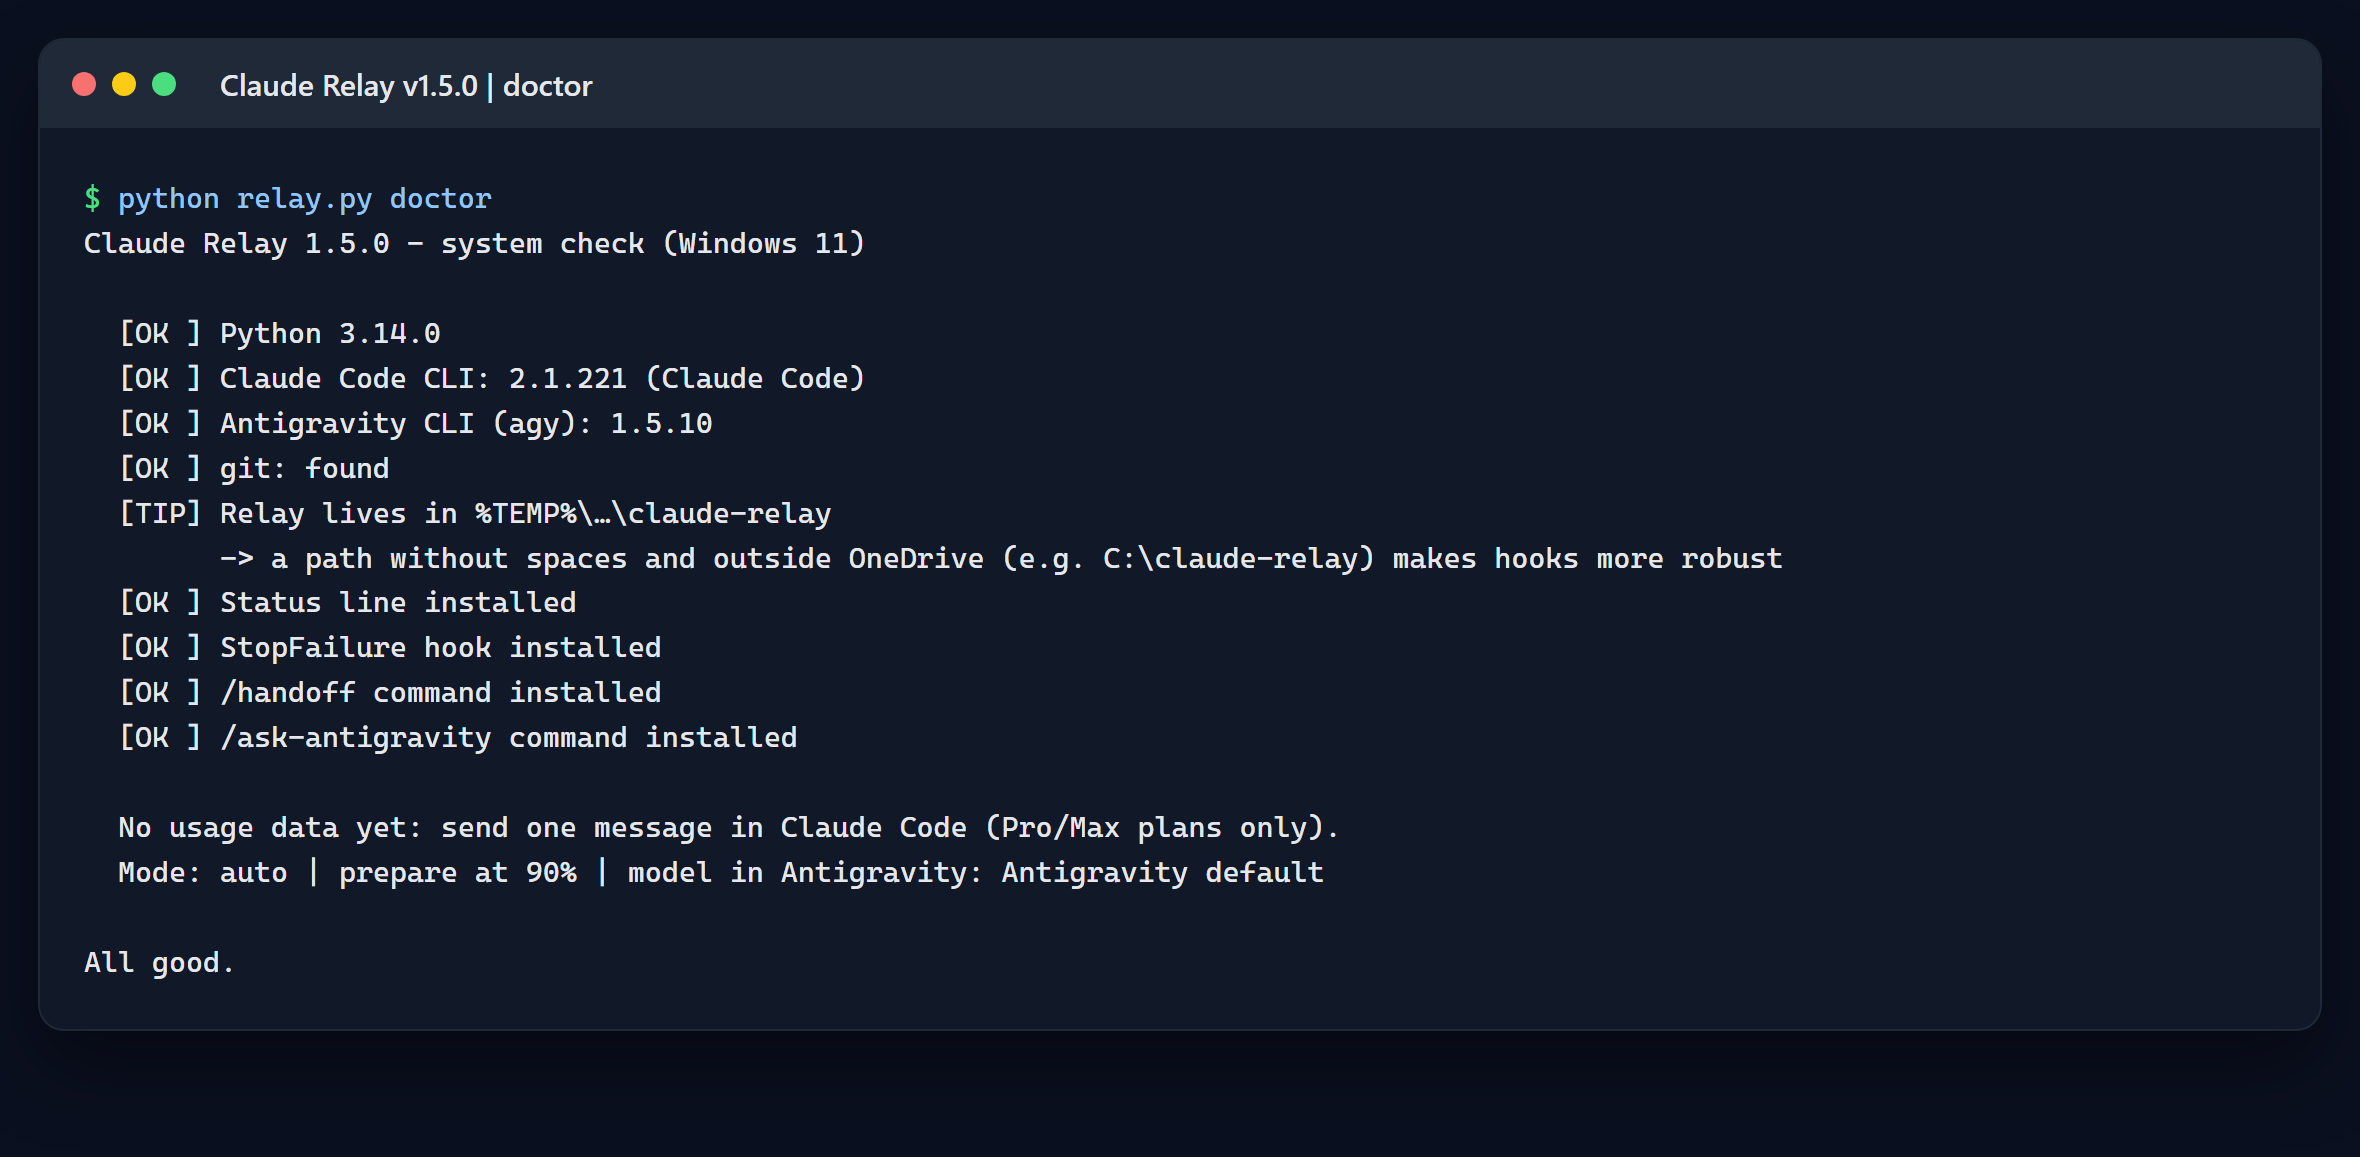 Claude Relay v1.5.0 | doctor
$ python relay.py doctor
Claude Relay 1.5.0 - system check (Windows 11)
[OK ] Python 3.14.0
[OK ] Claude Code CLI: 2.1.221 (Claude Code)
[OK ] Antigravity CLI (agy): 1.5.10
[OK ] git: found
[TIP] Relay lives in %TEMP%\…\claude-relay
-> a path without spaces and outside OneDrive (e.g. C:\claude-relay) makes hooks more robust
[OK ] Status line installed
[OK ] StopFailure hook installed
[OK ] /handoff command installed
[OK ] /ask-antigravity command installed
No usage data yet: send one message in Claude Code (Pro/Max plans only).
Mode: auto | prepare at 90% | model in Antigravity: Antigravity default
All good.